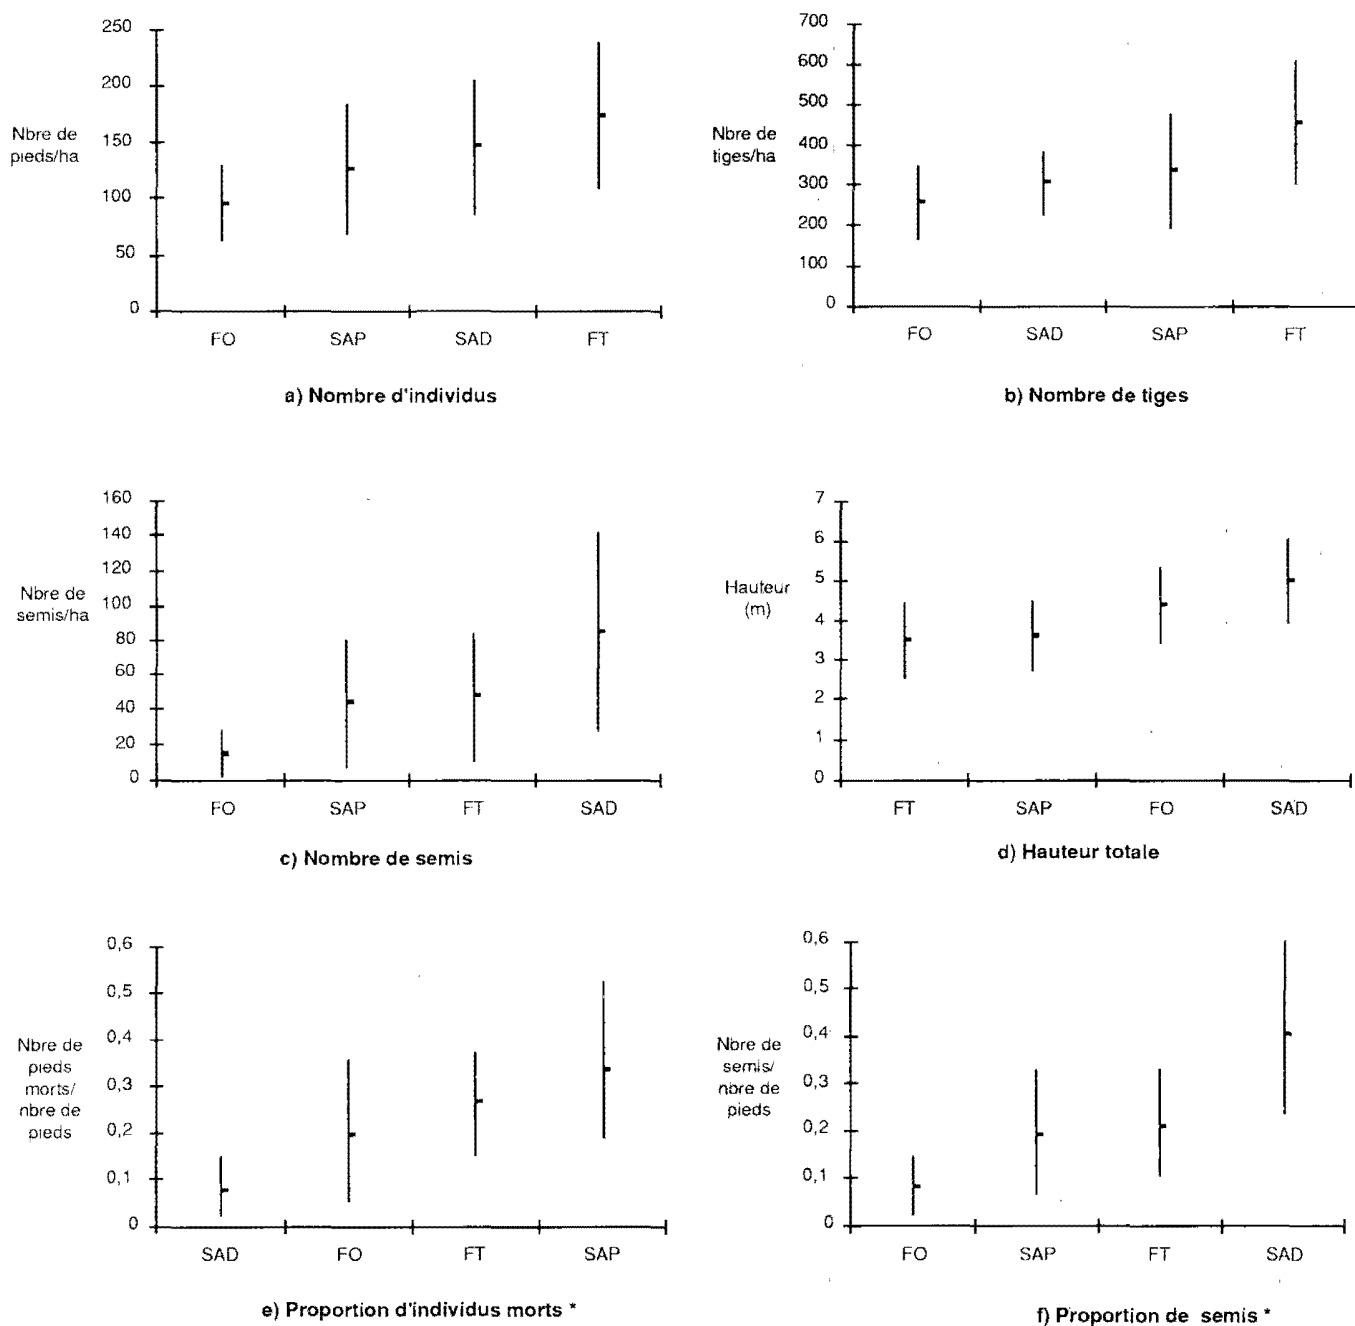 250
200
150
100
50
0
Nbre de
pieds/ha
FO SAP SAD FT
a) Nombre d'individus
700
600
500
400
300
200
100
0
Nbre de
tiges/ha
FO SAD SAP FT
b) Nombre de tiges
160
140
120
100
80
60
40
20
0
Nbre de
semis/ha
FO SAP FT SAD
c) Nombre de semis
7
6
5
4
3
2
1
0
Hauteur
(m)
FT SAP FO SAD
d) Hauteur totale
0,6
0,5
0,4
0,3
0,2
0,1
0
Nbre de
pieds
morts/
nbre de
pieds
SAD FO FT SAP
e) Proportion d'individus morts *
0,6
0,5
0,4
0,3
0,2
0,1
0
Nbre de
semis/
nbre de
pieds
FO SAP FT SAD
f) Proportion de semis *